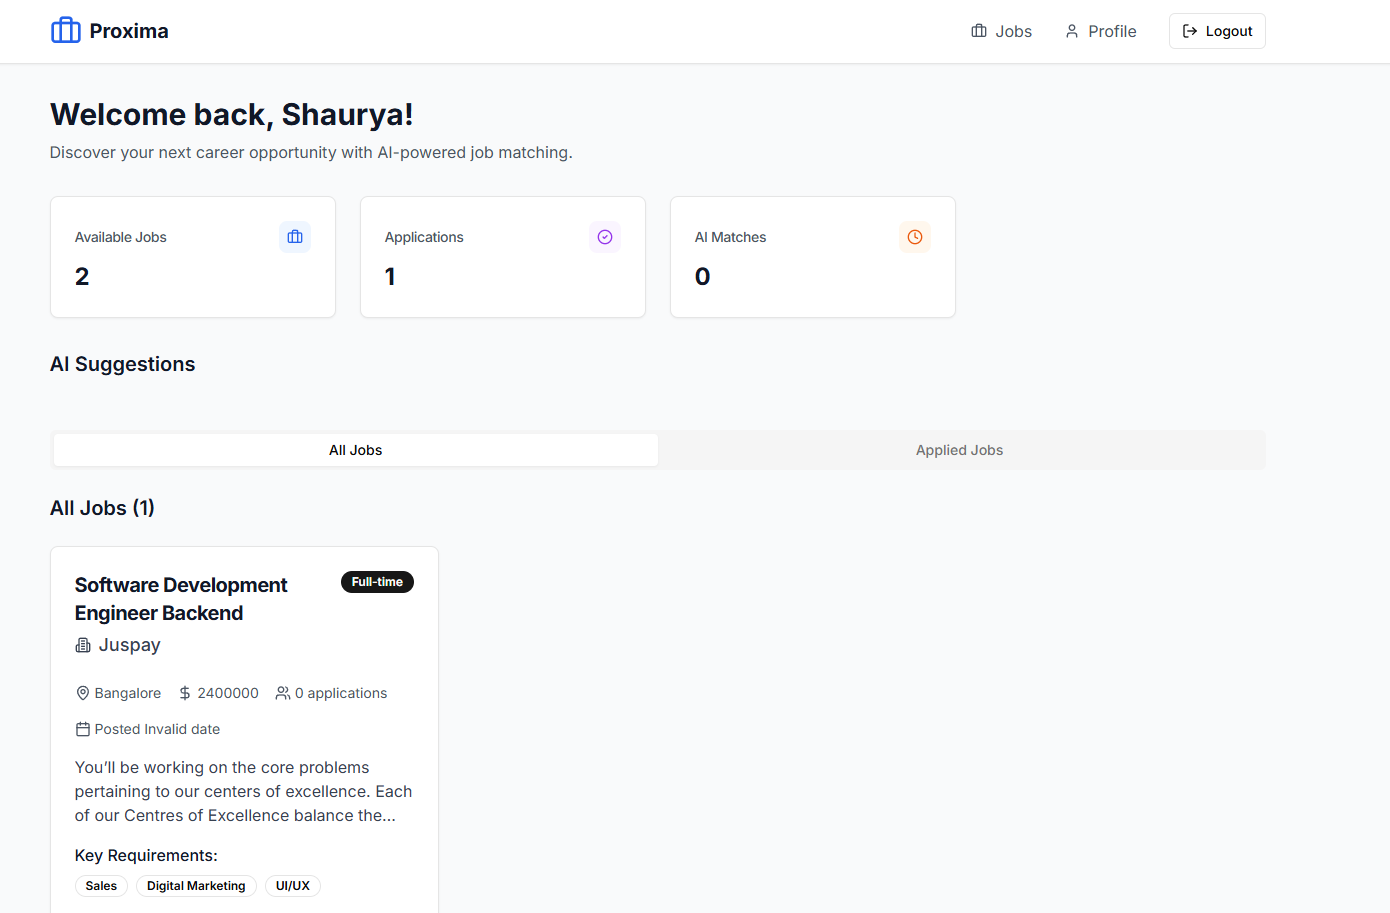 Proxima
Jobs
Profile
Logout
Welcome back, Shaurya!
Discover your next career opportunity with AI-powered job matching.
Available Jobs
2
Applications
1
AI Matches
0
AI Suggestions
All Jobs
Applied Jobs
All Jobs (1)
Software Development
Engineer Backend
Full-time
Juspay
Bangalore
$ 2400000
0 applications
Posted Invalid date
You’ll be working on the core problems
pertaining to our centers of excellence. Each
of our Centres of Excellence balance the...
Key Requirements:
Sales
Digital Marketing
UI/UX